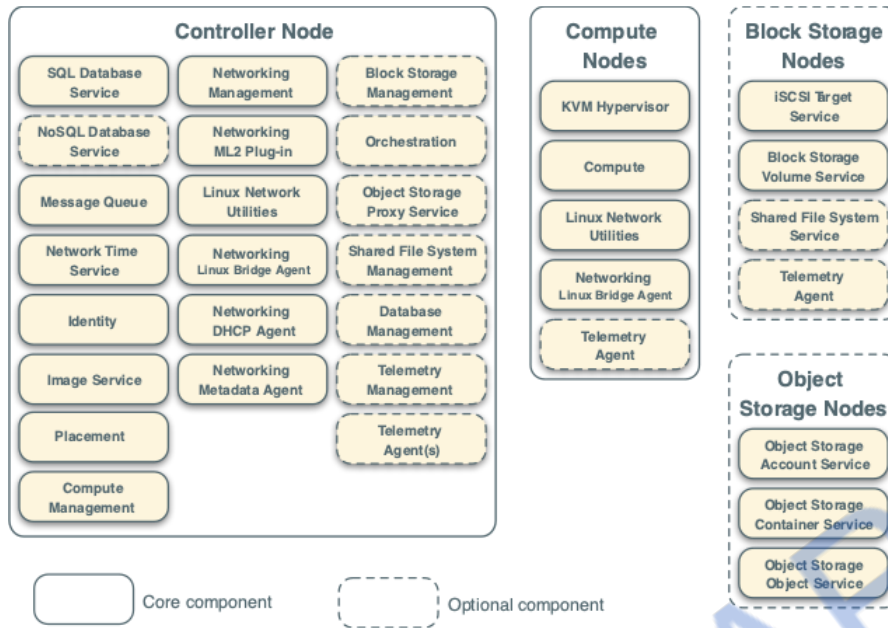 Controller Node
SQL Database
Service
NoSQL Database
Service
Message Queue
Network Time
Service
Identity
Image Service
Placement
Compute
Management
Networking
Management
Networking
ML2 Plug-in
Linux Network
Utilities
Networking
Linux Bridge Agent
Networking
DHCP Agent
Networking
Metadata Agent
Block Storage
Management
Orchestration
Object Storage
Proxy Service
Shared File System
Management
Database
Management
Telemetry
Management
Telemetry
Agent(s)
Compute
Nodes
KVM Hypervisor
Compute
Linux Network
Utilities
Networking
Linux Bridge Agent
Telemetry
Agent
Block Storage
Nodes
iSCSI Target
Service
Block Storage
Volume Service
Shared File System
Service
Telemetry
Agent
Object
Storage Nodes
Object Storage
Account Service
Object Storage
Container Service
Object Storage
Object Service
Core component
Optional component